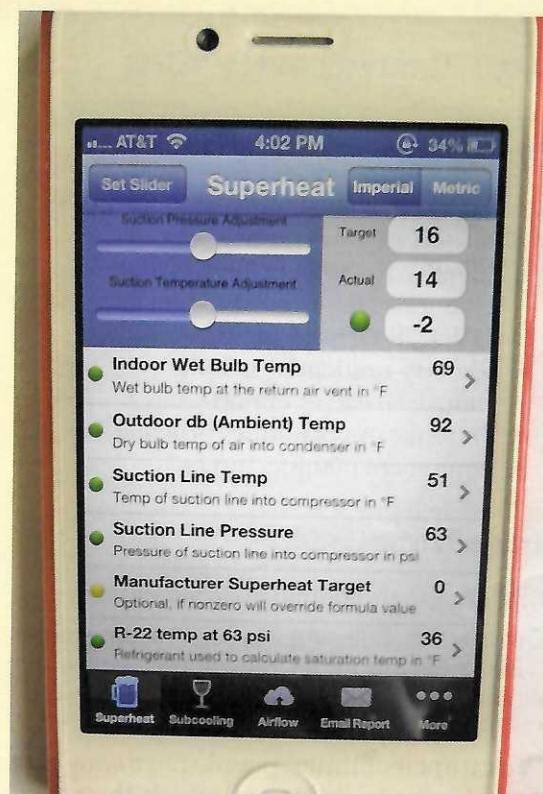 AT&T 4:02 PM 34%
Set Slider Superheat Imperial Metric
Suction Pressure Adjustment
Target 16
Suction Temperature Adjustment
Actual 14
-2
Indoor Wet Bulb Temp 69
Wet bulb temp at the return air vent in °F
Outdoor db (Ambient) Temp 92
Dry bulb temp of air into condenser in °F
Suction Line Temp 51
Temp of suction line into compressor in °F
Suction Line Pressure 63
Pressure of suction line into compressor in psi
Manufacturer Superheat Target 0
Optional, if nonzero will override formula value
R-22 temp at 63 psi 36
Refrigerant used to calculate saturation temp in °F
Superheat Subcooling Airflow Email Report More